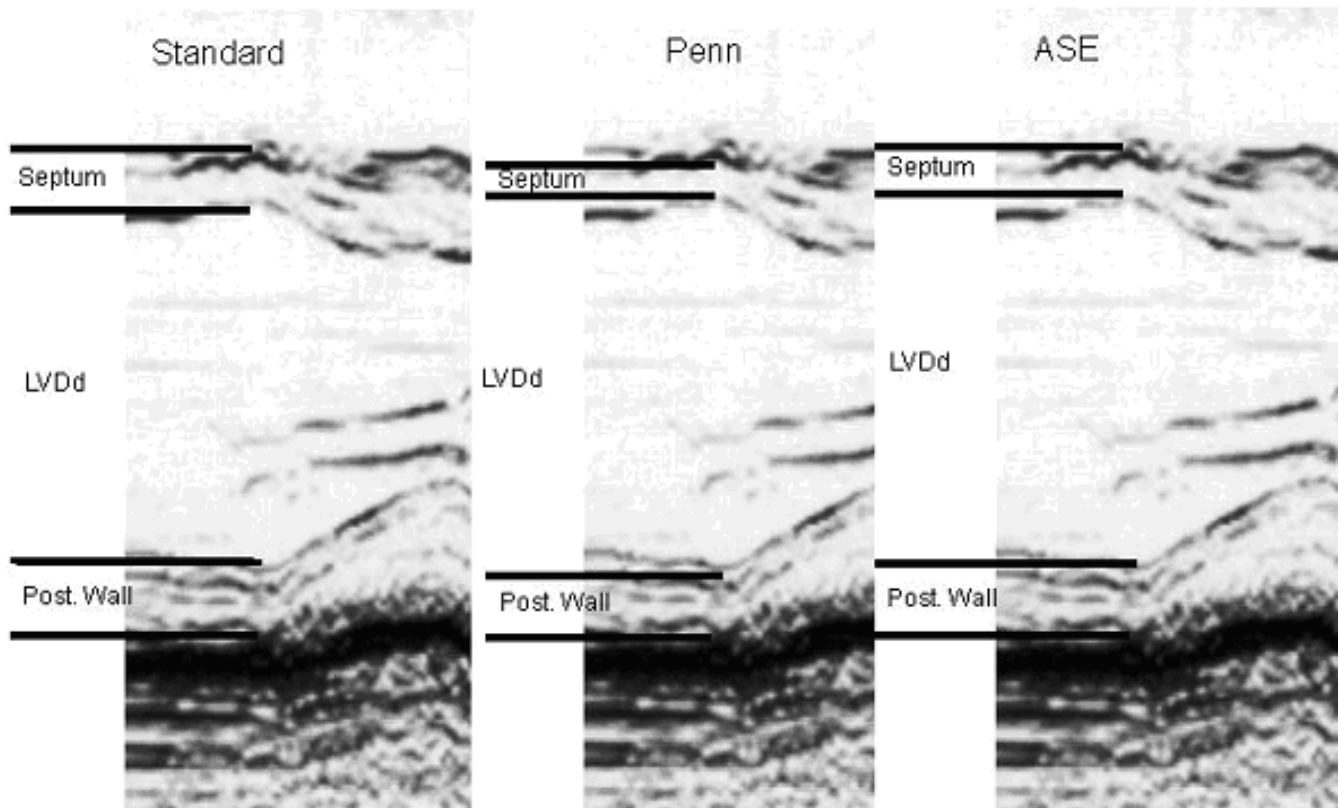 Standard
Septum
LVDd
Post. Wall
Penn
Septum
LVDd
Post. Wall
ASE
Septum
LVDd
Post. Wall